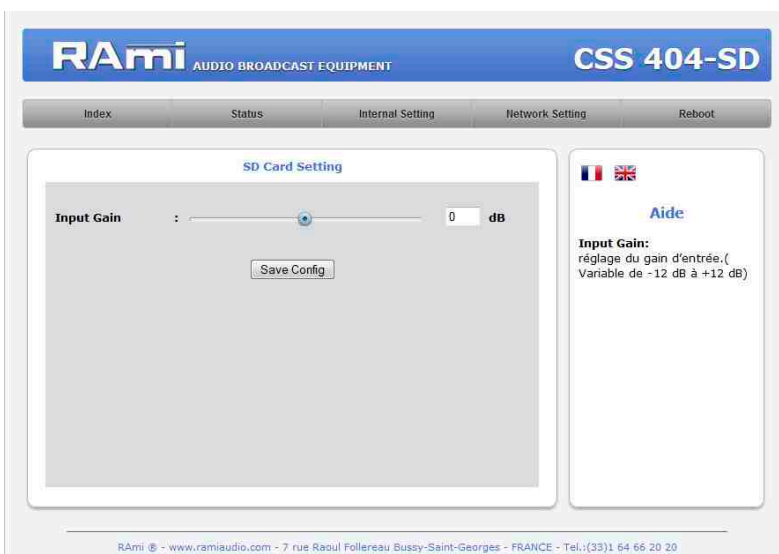 RAmi AUDIO BROADCAST EQUIPMENT CSS 404-SD
Index Status Internal Setting Network Setting Reboot
SD Card Setting
Input Gain : 0 dB
Save Config
Aide
Input Gain:
réglage du gain d'entrée.(
Variable de -12 dB à +12 dB)
RAmi ® - www.ramiaudio.com - 7 rue Raoul Follereau Bussy-Saint-Georges - FRANCE - Tel.:(33)1 64 66 20 20